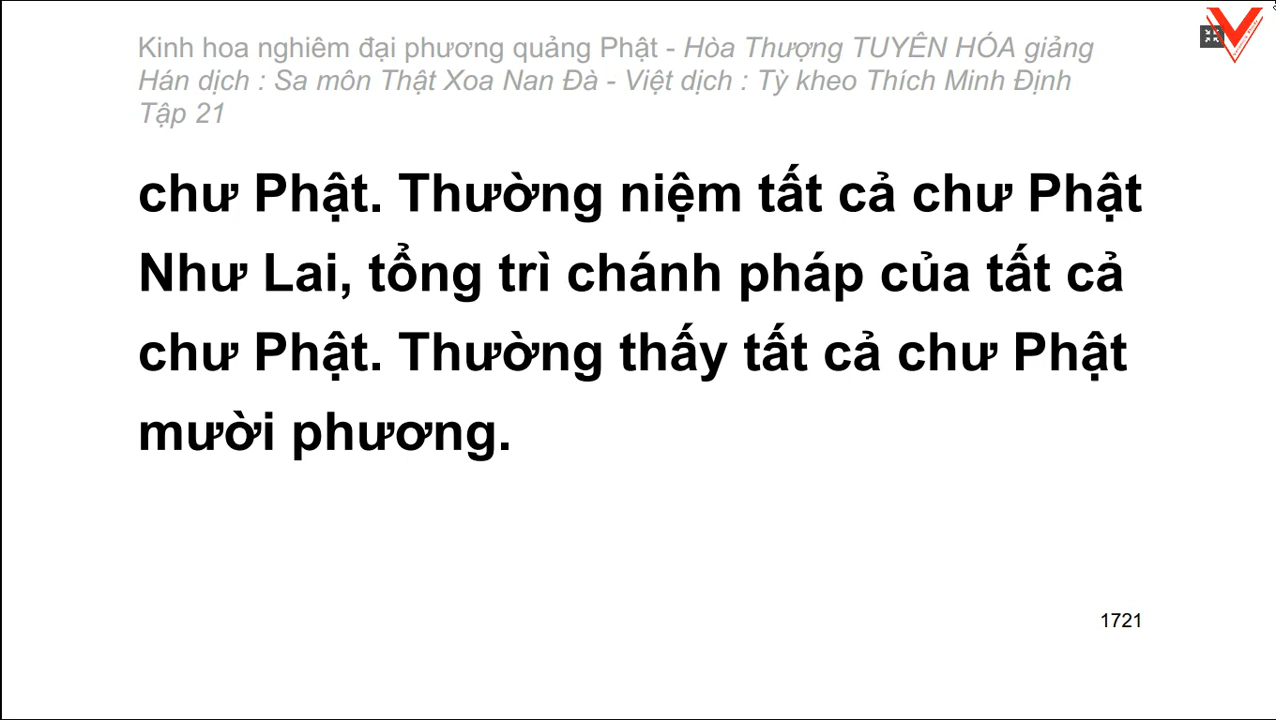 Kinh hoa nghiêm đại phương quảng Phật - Hòa Thượng TUYÊN HÓA giảng
Hán dịch : Sa môn Thật Xoa Nan Đà - Việt dịch : Tỳ kheo Thích Minh Định
Tập 21
chư Phật. Thường niệm tất cả chư Phật
Như Lai, tổng trì chánh pháp của tất cả
chư Phật. Thường thấy tất cả chư Phật
mười phương.
1721